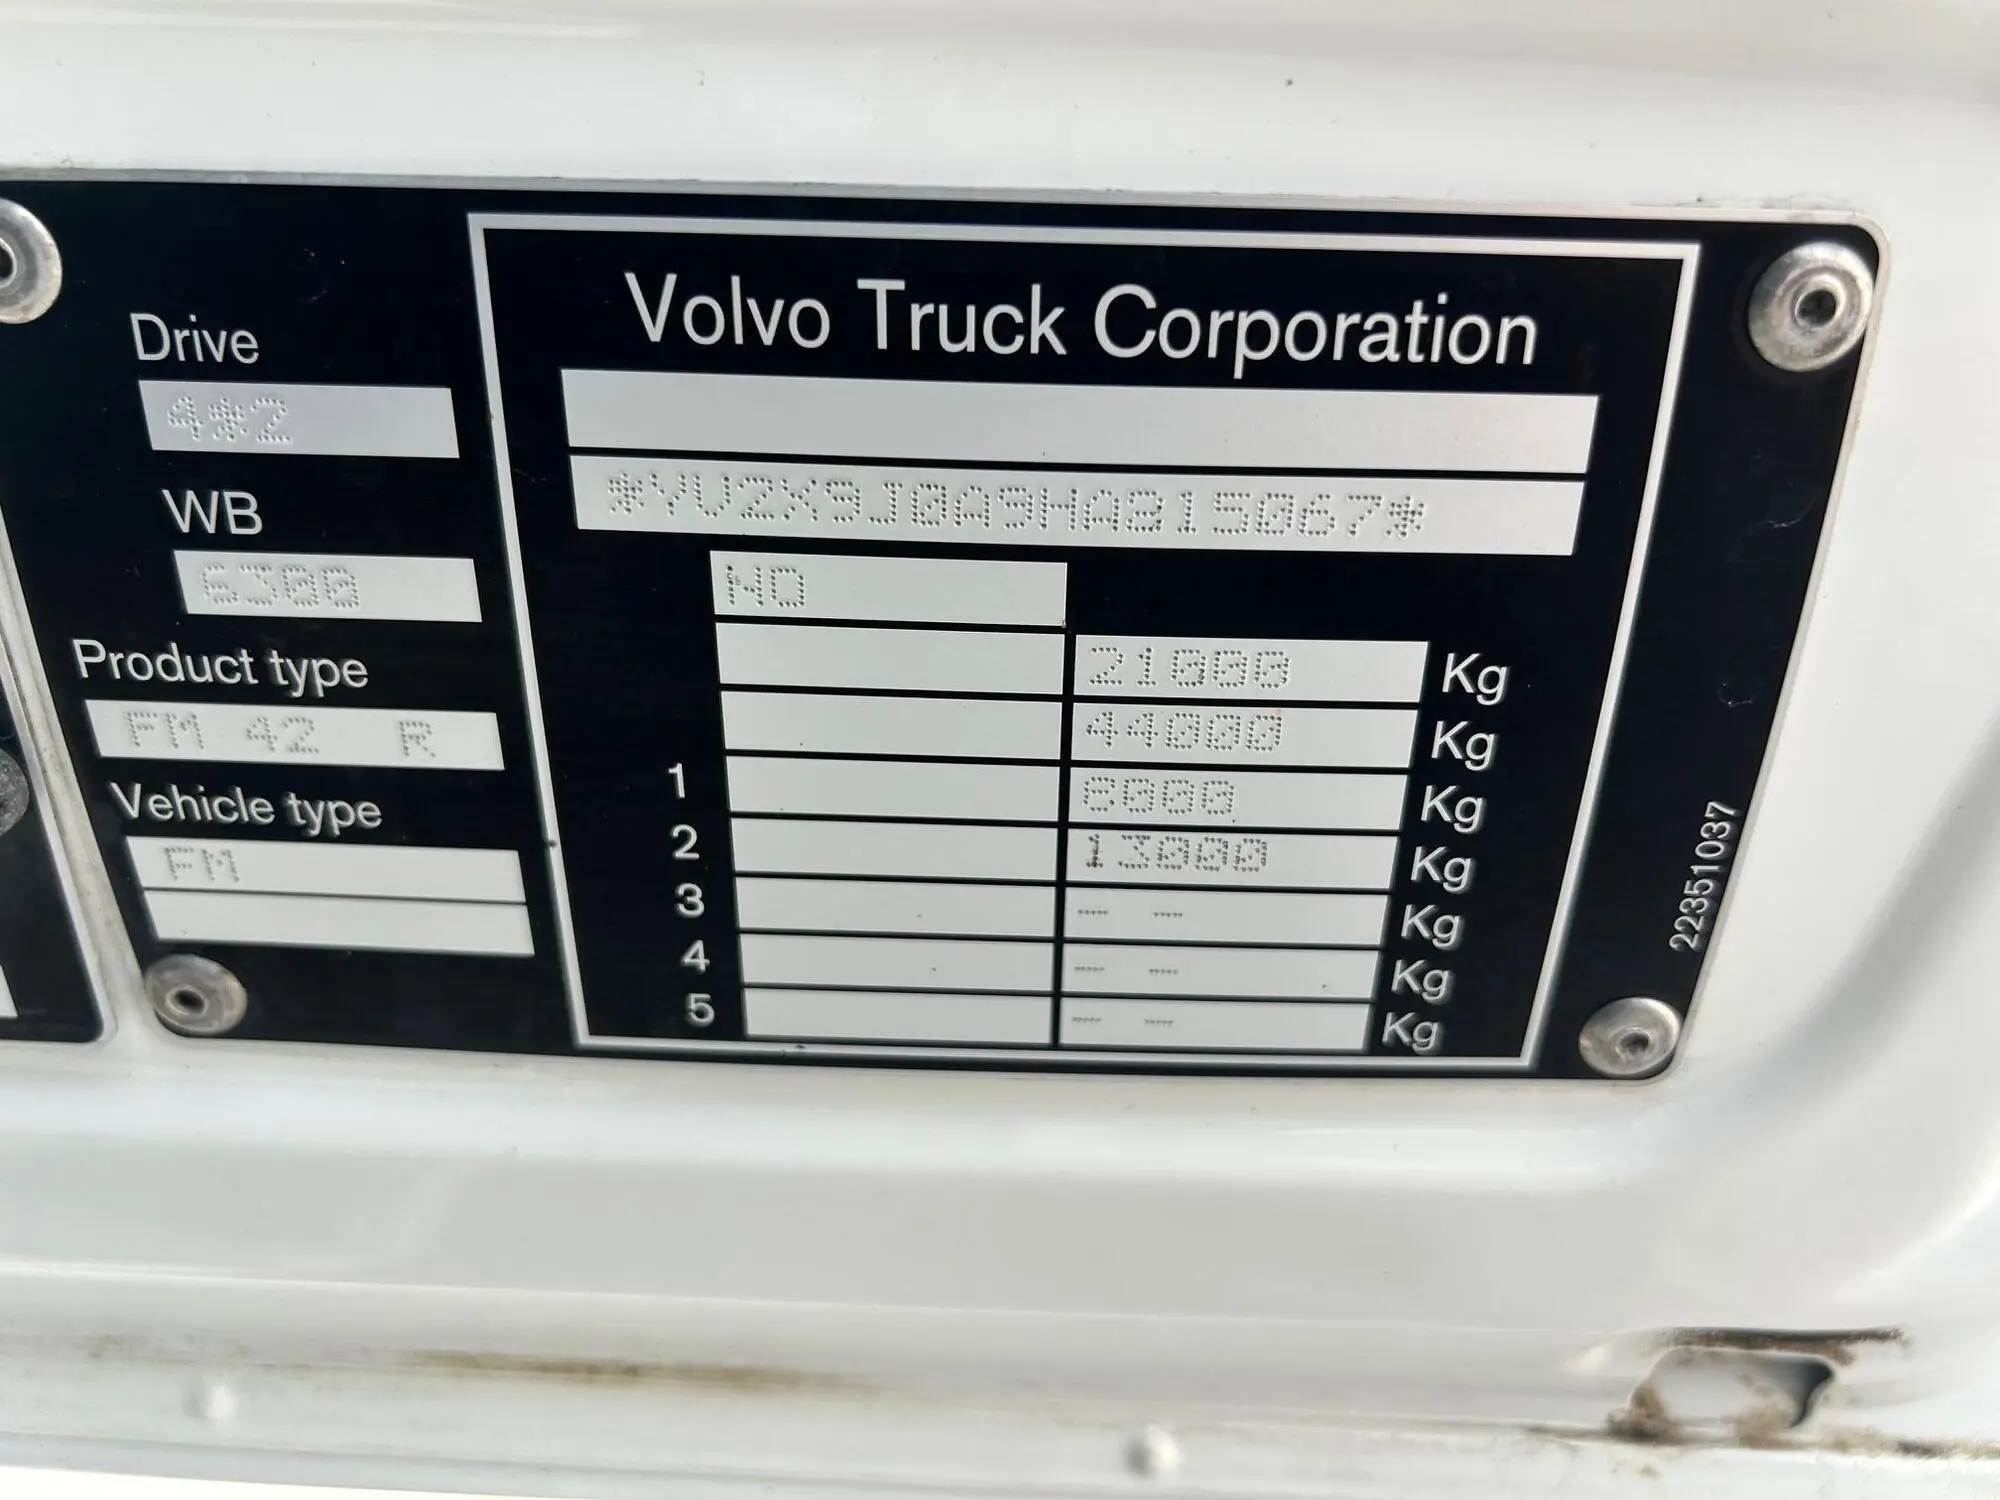 Drive
4*2
WB
6300
Product type
FM 42 R
Vehicle type
FM
Volvo Truck Corporation
*YV2X9J0A9HA815067*
NO
21000 Kg
44000 Kg
1 8000 Kg
2 13000 Kg
3 -- -- Kg
4 -- -- Kg
5 -- -- Kg
22351037